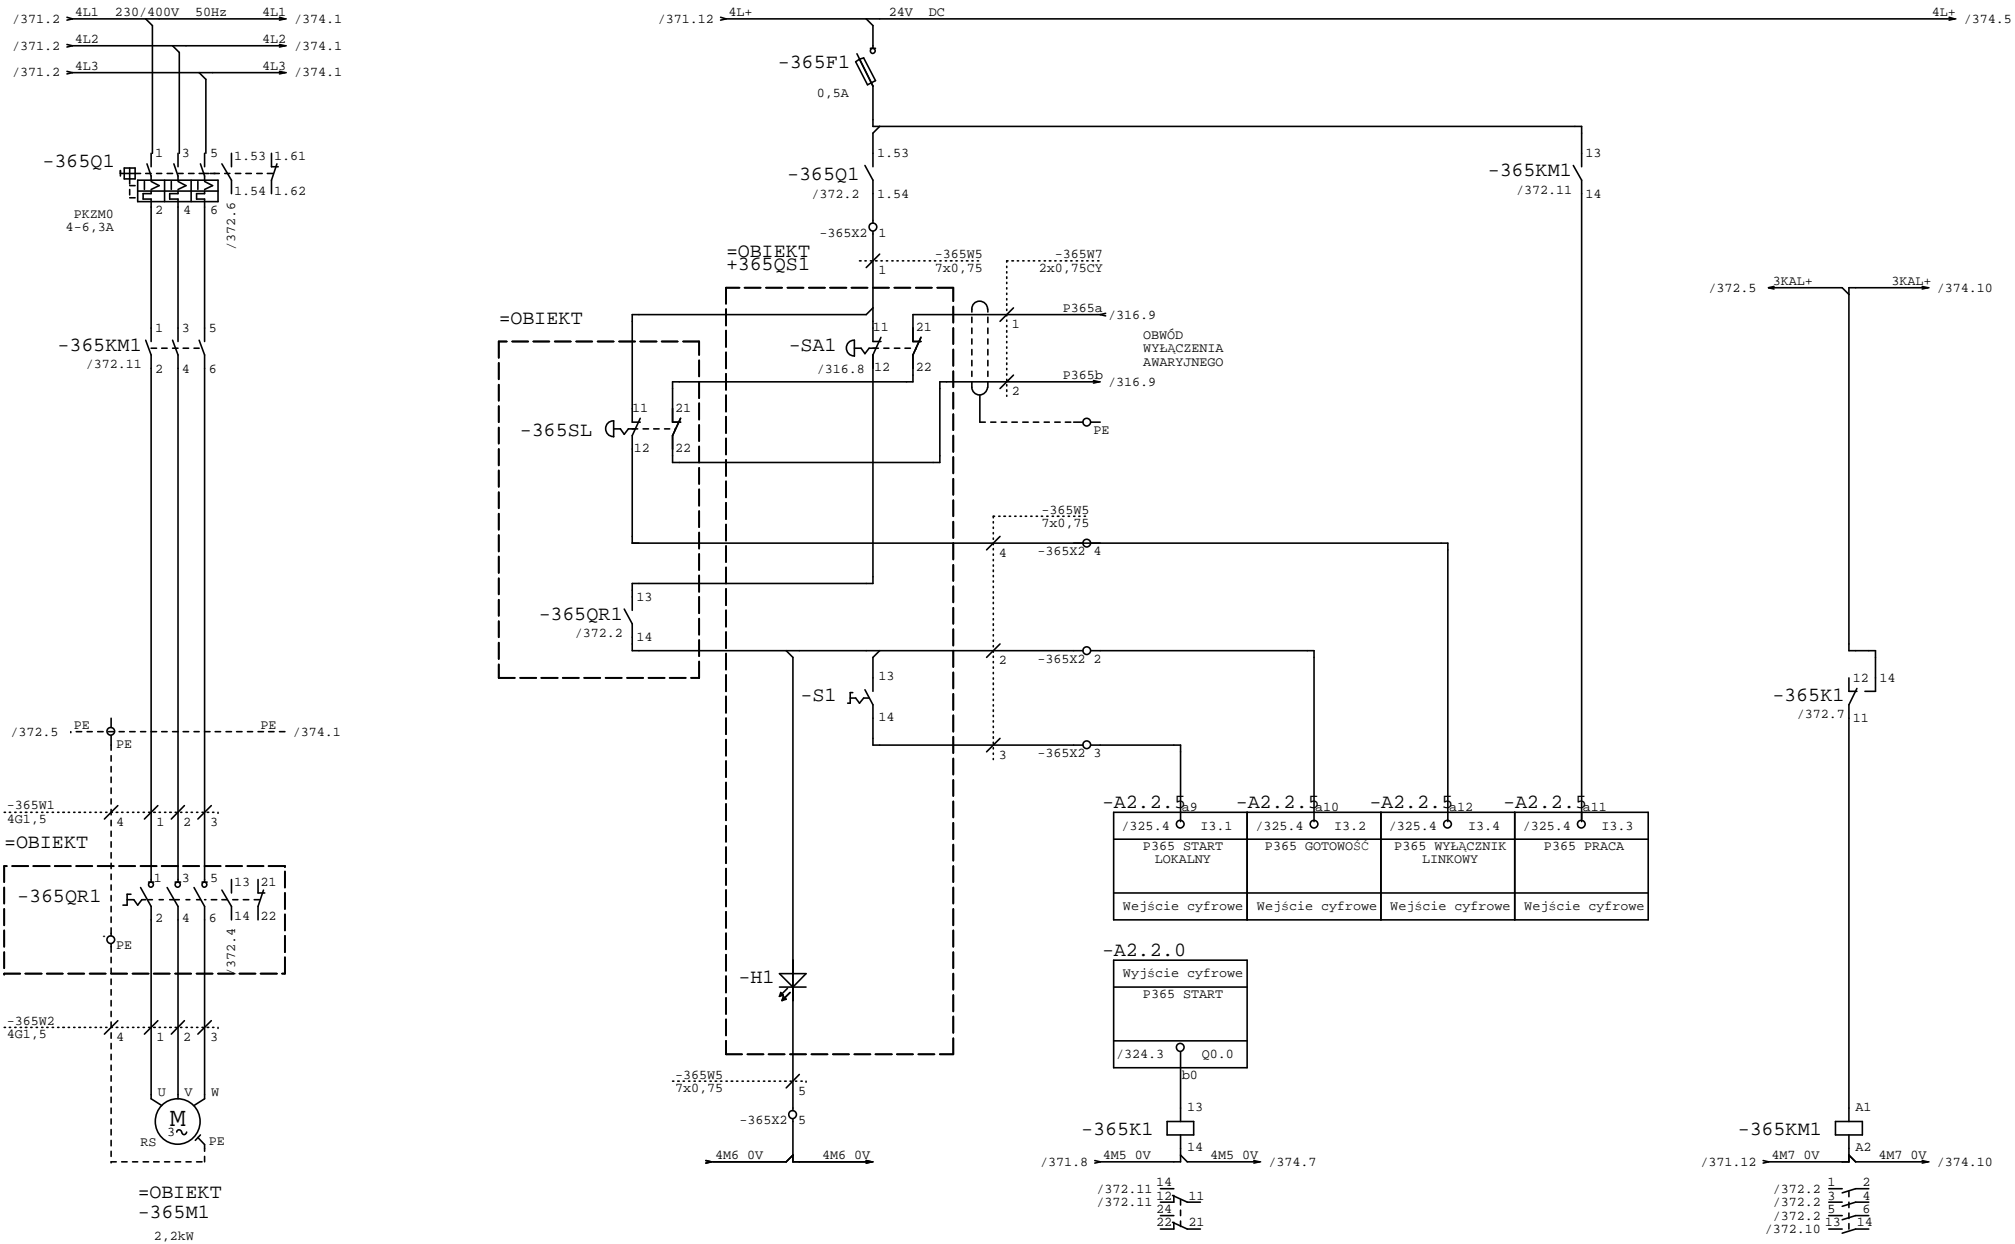 /371.2 4L1 230/400V 50Hz 4L1 /374.1
/371.2 4L2 4L2 /374.1
/371.2 4L3 4L3 /374.1
-365Q1
1 3 5 1.53 1.61
2 4 6 1.54 1.62
PKZM0
4-6,3A
/372.6
-365KM1
/372.11
1 3 5
2 4 6
/372.5 PE PE /374.1
PE
-365W1
4G1,5
4 1 2 3
=OBIEKT
-365QR1
1 3 5 13 21
2 4 6 14 22
PE
/372.4
-365W2
4G1,5
4 1 2 3
U V W
M
3~
RS PE
=OBIEKT
-365M1
2,2kW
/371.12 4L+ 24V DC 4L+ /374.5
-365F1
0,5A
-365Q1
/372.2
1.53
1.54
-365X2 1
=OBIEKT
+365QS1
-365W5
7x0,75
1
-365W7
2x0,75CY
=OBIEKT
-SA1
/316.8
11 21
12 22
1 P365a /316.9
OBWÓD
WYŁĄCZENIA
AWARYJNEGO
2 P365b /316.9
PE
-365SL
11 21
12 22
-365W5
7x0,75
4 -365X2 4
-365QR1
/372.2
13
14
2 -365X2 2
-S1
13
14
3 -365X2 3
-365KM1
/372.11
13
14
-A2.2.5 a9 -A2.2.5 a10 -A2.2.5 a12 -A2.2.5 a11
/325.4 I3.1 /325.4 I3.2 /325.4 I3.4 /325.4 I3.3
P365 START P365 GOTOWOŚĆ P365 WYŁĄCZNIK P365 PRACA
LOKALNY LINKOWY
Wejście cyfrowe Wejście cyfrowe Wejście cyfrowe Wejście cyfrowe
-H1
-365W5
7x0,75
5
-365X2 5
4M6 0V 4M6 0V
-A2.2.0
Wyjście cyfrowe
P365 START
/324.3 Q0.0
b0
-365K1
13
14
/371.8 4M5 0V 4M5 0V /374.7
/372.11 14
/372.11 12 11
24
22 21
/372.5 3KAL+ 3KAL+ /374.10
-365K1
/372.7
12 14
11
-365KM1
A1
A2
/371.12 4M7 0V 4M7 0V /374.10
/372.2 1 2
/372.2 3 4
/372.2 5 6
/372.10 13 14